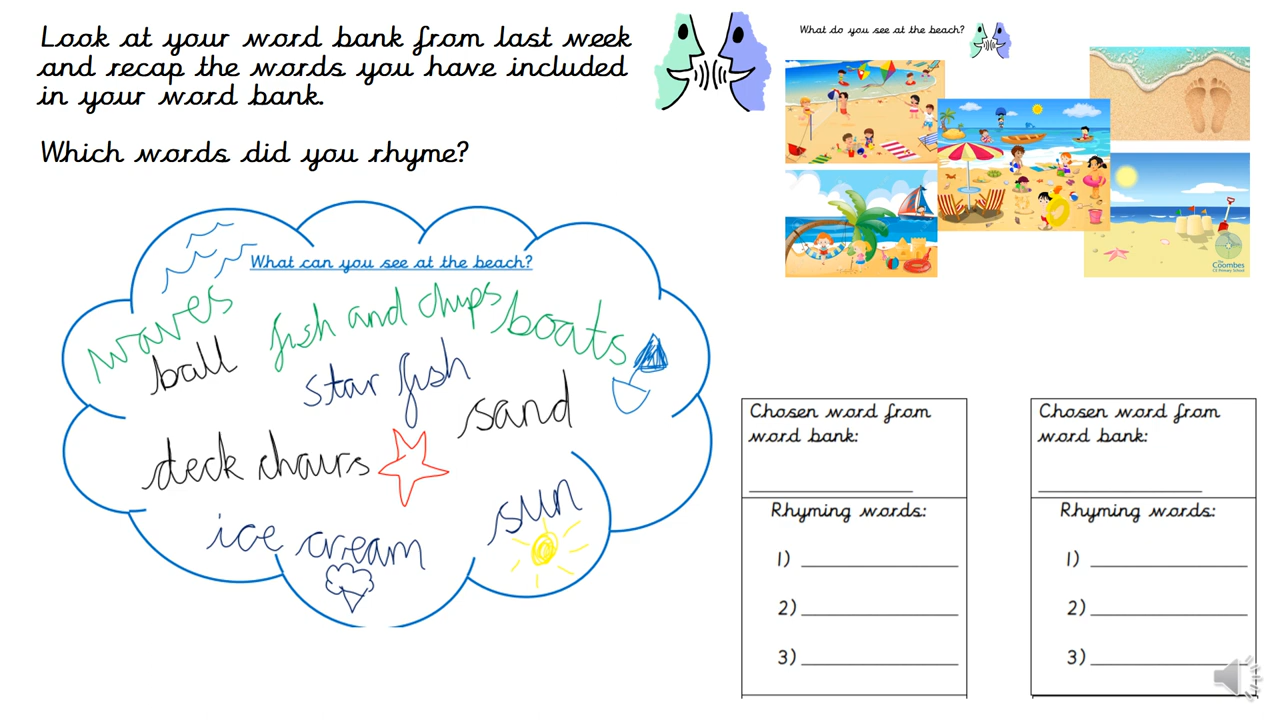 Look at your word bank from last week
and recap the words you have included
in your word bank.
Which words did you rhyme?
What do you see at the beach?
The
Coombes
C.E Primary School
What can you see at the beach?
waves
fish and chips
boats
ball
star fish
sand
deck chairs
sun
ice cream
Chosen word from
word bank:
Rhyming words:
1)
2)
3)
Chosen word from
word bank:
Rhyming words:
1)
2)
3)